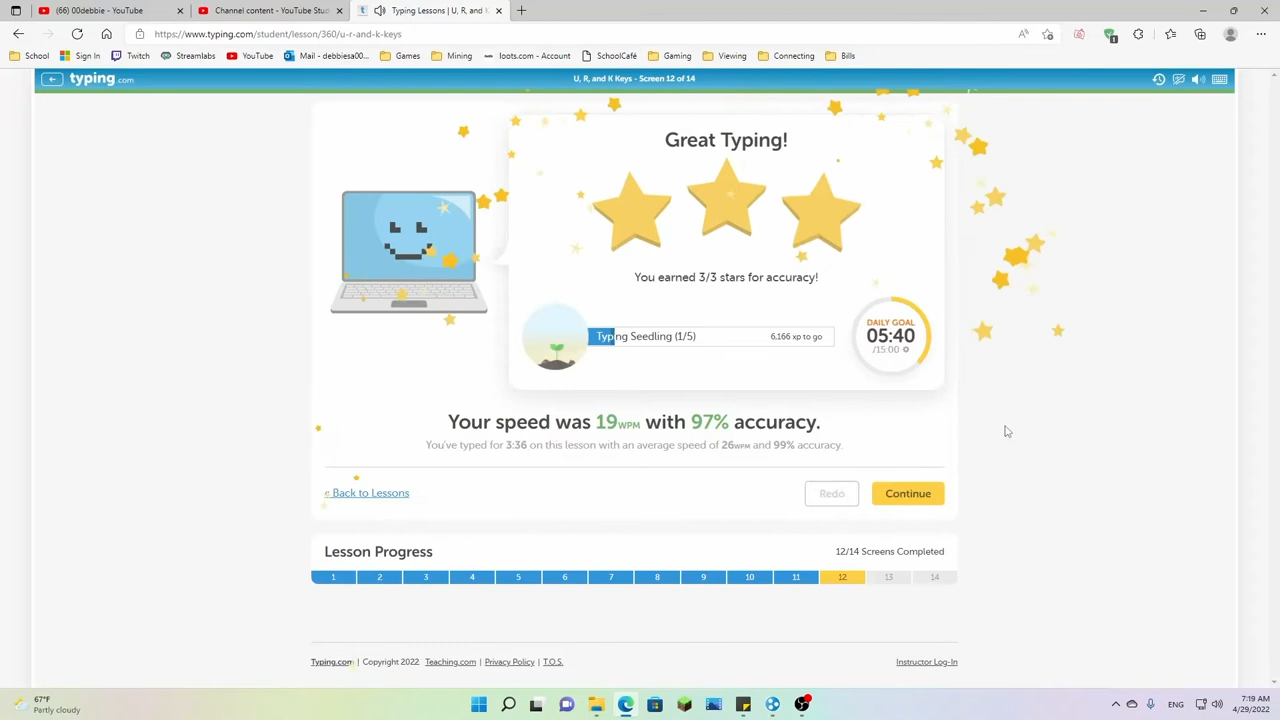 (66) 00debbie - YouTube
Channel content - YouTube Stud
Typing Lessons | U, R, and K
https://www.typing.com/student/lesson/360/u-r-and-k-keys
School
Sign In
Twitch
Streamlabs
YouTube
Mail - debbiesa00...
Games
Mining
loots.com - Account
SchoolCafé
Gaming
Viewing
Connecting
Bills
typing.com
U, R, and K Keys - Screen 12 of 14
Great Typing!
You earned 3/3 stars for accuracy!
Typing Seedling (1/5)
6,166 xp to go
DAILY GOAL
05:40
/15:00
Your speed was 19WPM with 97% accuracy.
You've typed for 3:36 on this lesson with an average speed of 26WPM and 99% accuracy.
« Back to Lessons
Redo
Continue
Lesson Progress
12/14 Screens Completed
1 2 3 4 5 6 7 8 9 10 11 12 13 14
Typing.com | Copyright 2022 Teaching.com | Privacy Policy | T.O.S.
Instructor Log-In
67°F
Partly cloudy
ENG
7:19 AM
4/29/2022